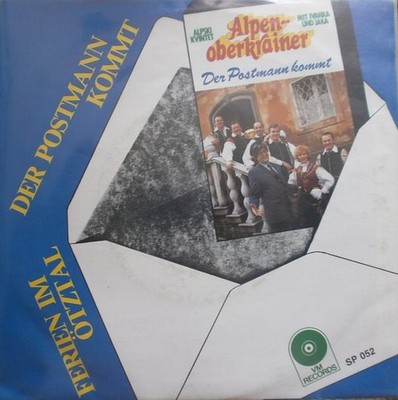 DER POSTMANN
KOMMT
FERIEN IM
ÖTZTAL
ALPSKI
KVINTET
Alpen-
oberkrainer
MIT IVANKA
UND JAKA
Der Postmann kommt
VM
RECORDS
SP 052